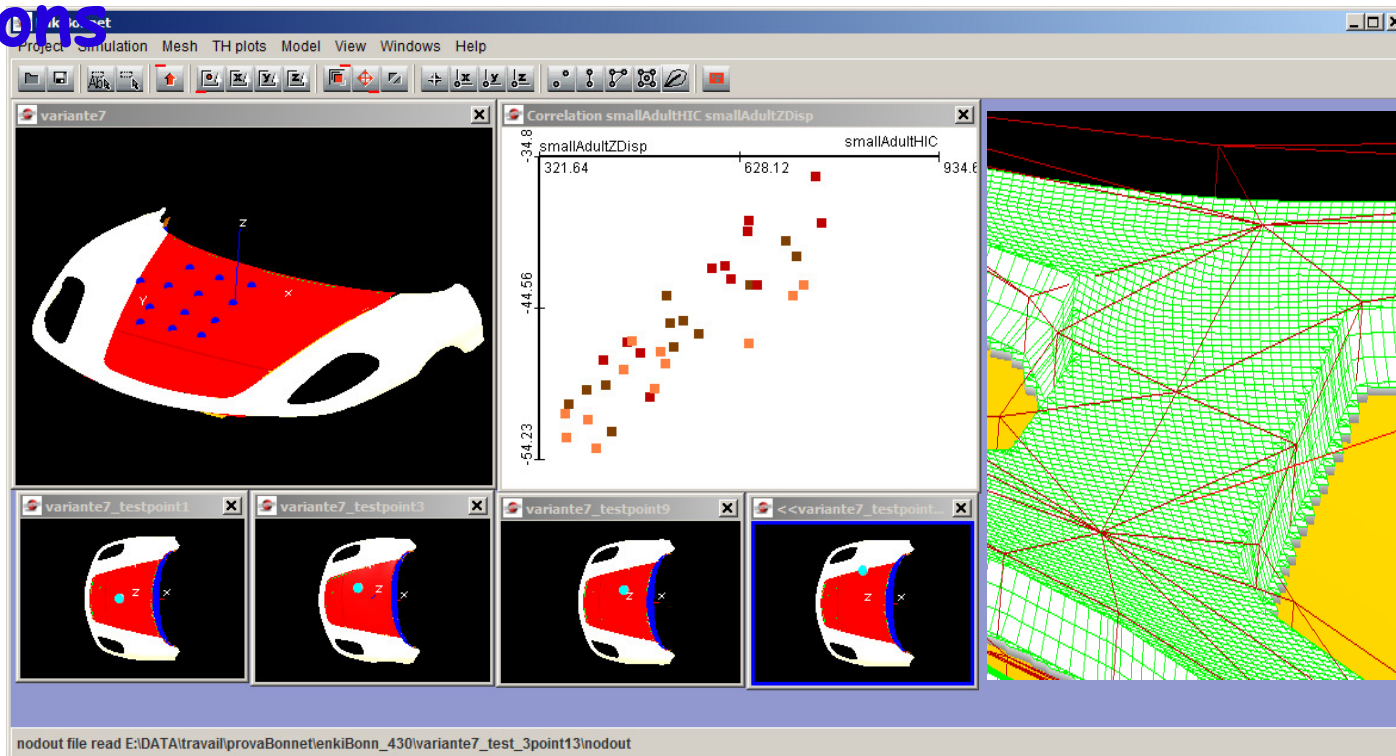 ons
enkiBonnet
Project Simulation Mesh TH plots Model View Windows Help
variante7
Correlation smallAdultHIC smallAdultZDisp
-34.8
smallAdultZDisp
smallAdultHIC
321.64
628.12
934.6
-44.56
-54.23
Z
Y
X
variante7_testpoint1
variante7_testpoint3
variante7_testpoint9
<<variante7_testpoint...
Z X
Z X
Z X
Z X
nodout file read E:\DATA\travail\provaBonnet\enkiBonn_430\variante7_test_3point13\nodout